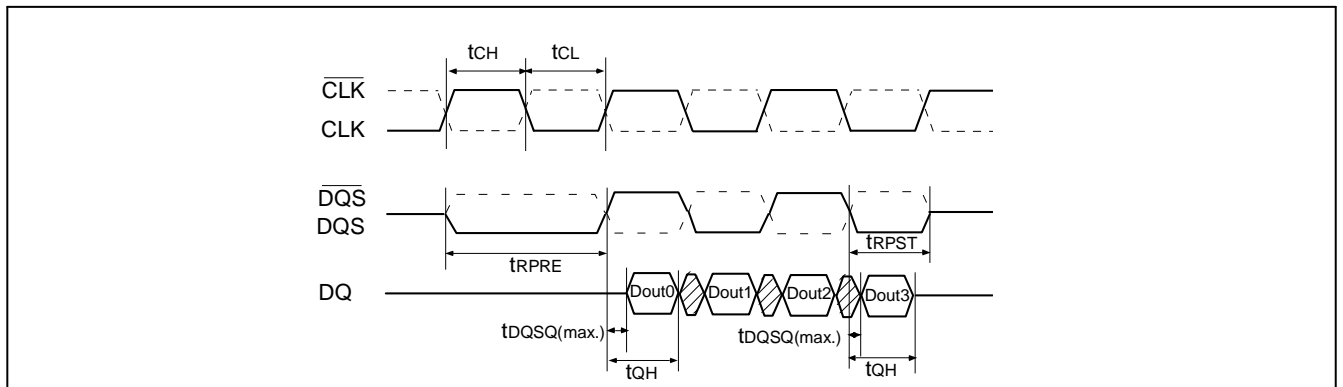 tCH tCL
CLK
CLK
DQS
DQS
tRPRE
tRPST
DQ
Dout0 Dout1 Dout2 Dout3
tDQSQ(max.) tDQSQ(max.)
tQH tQH